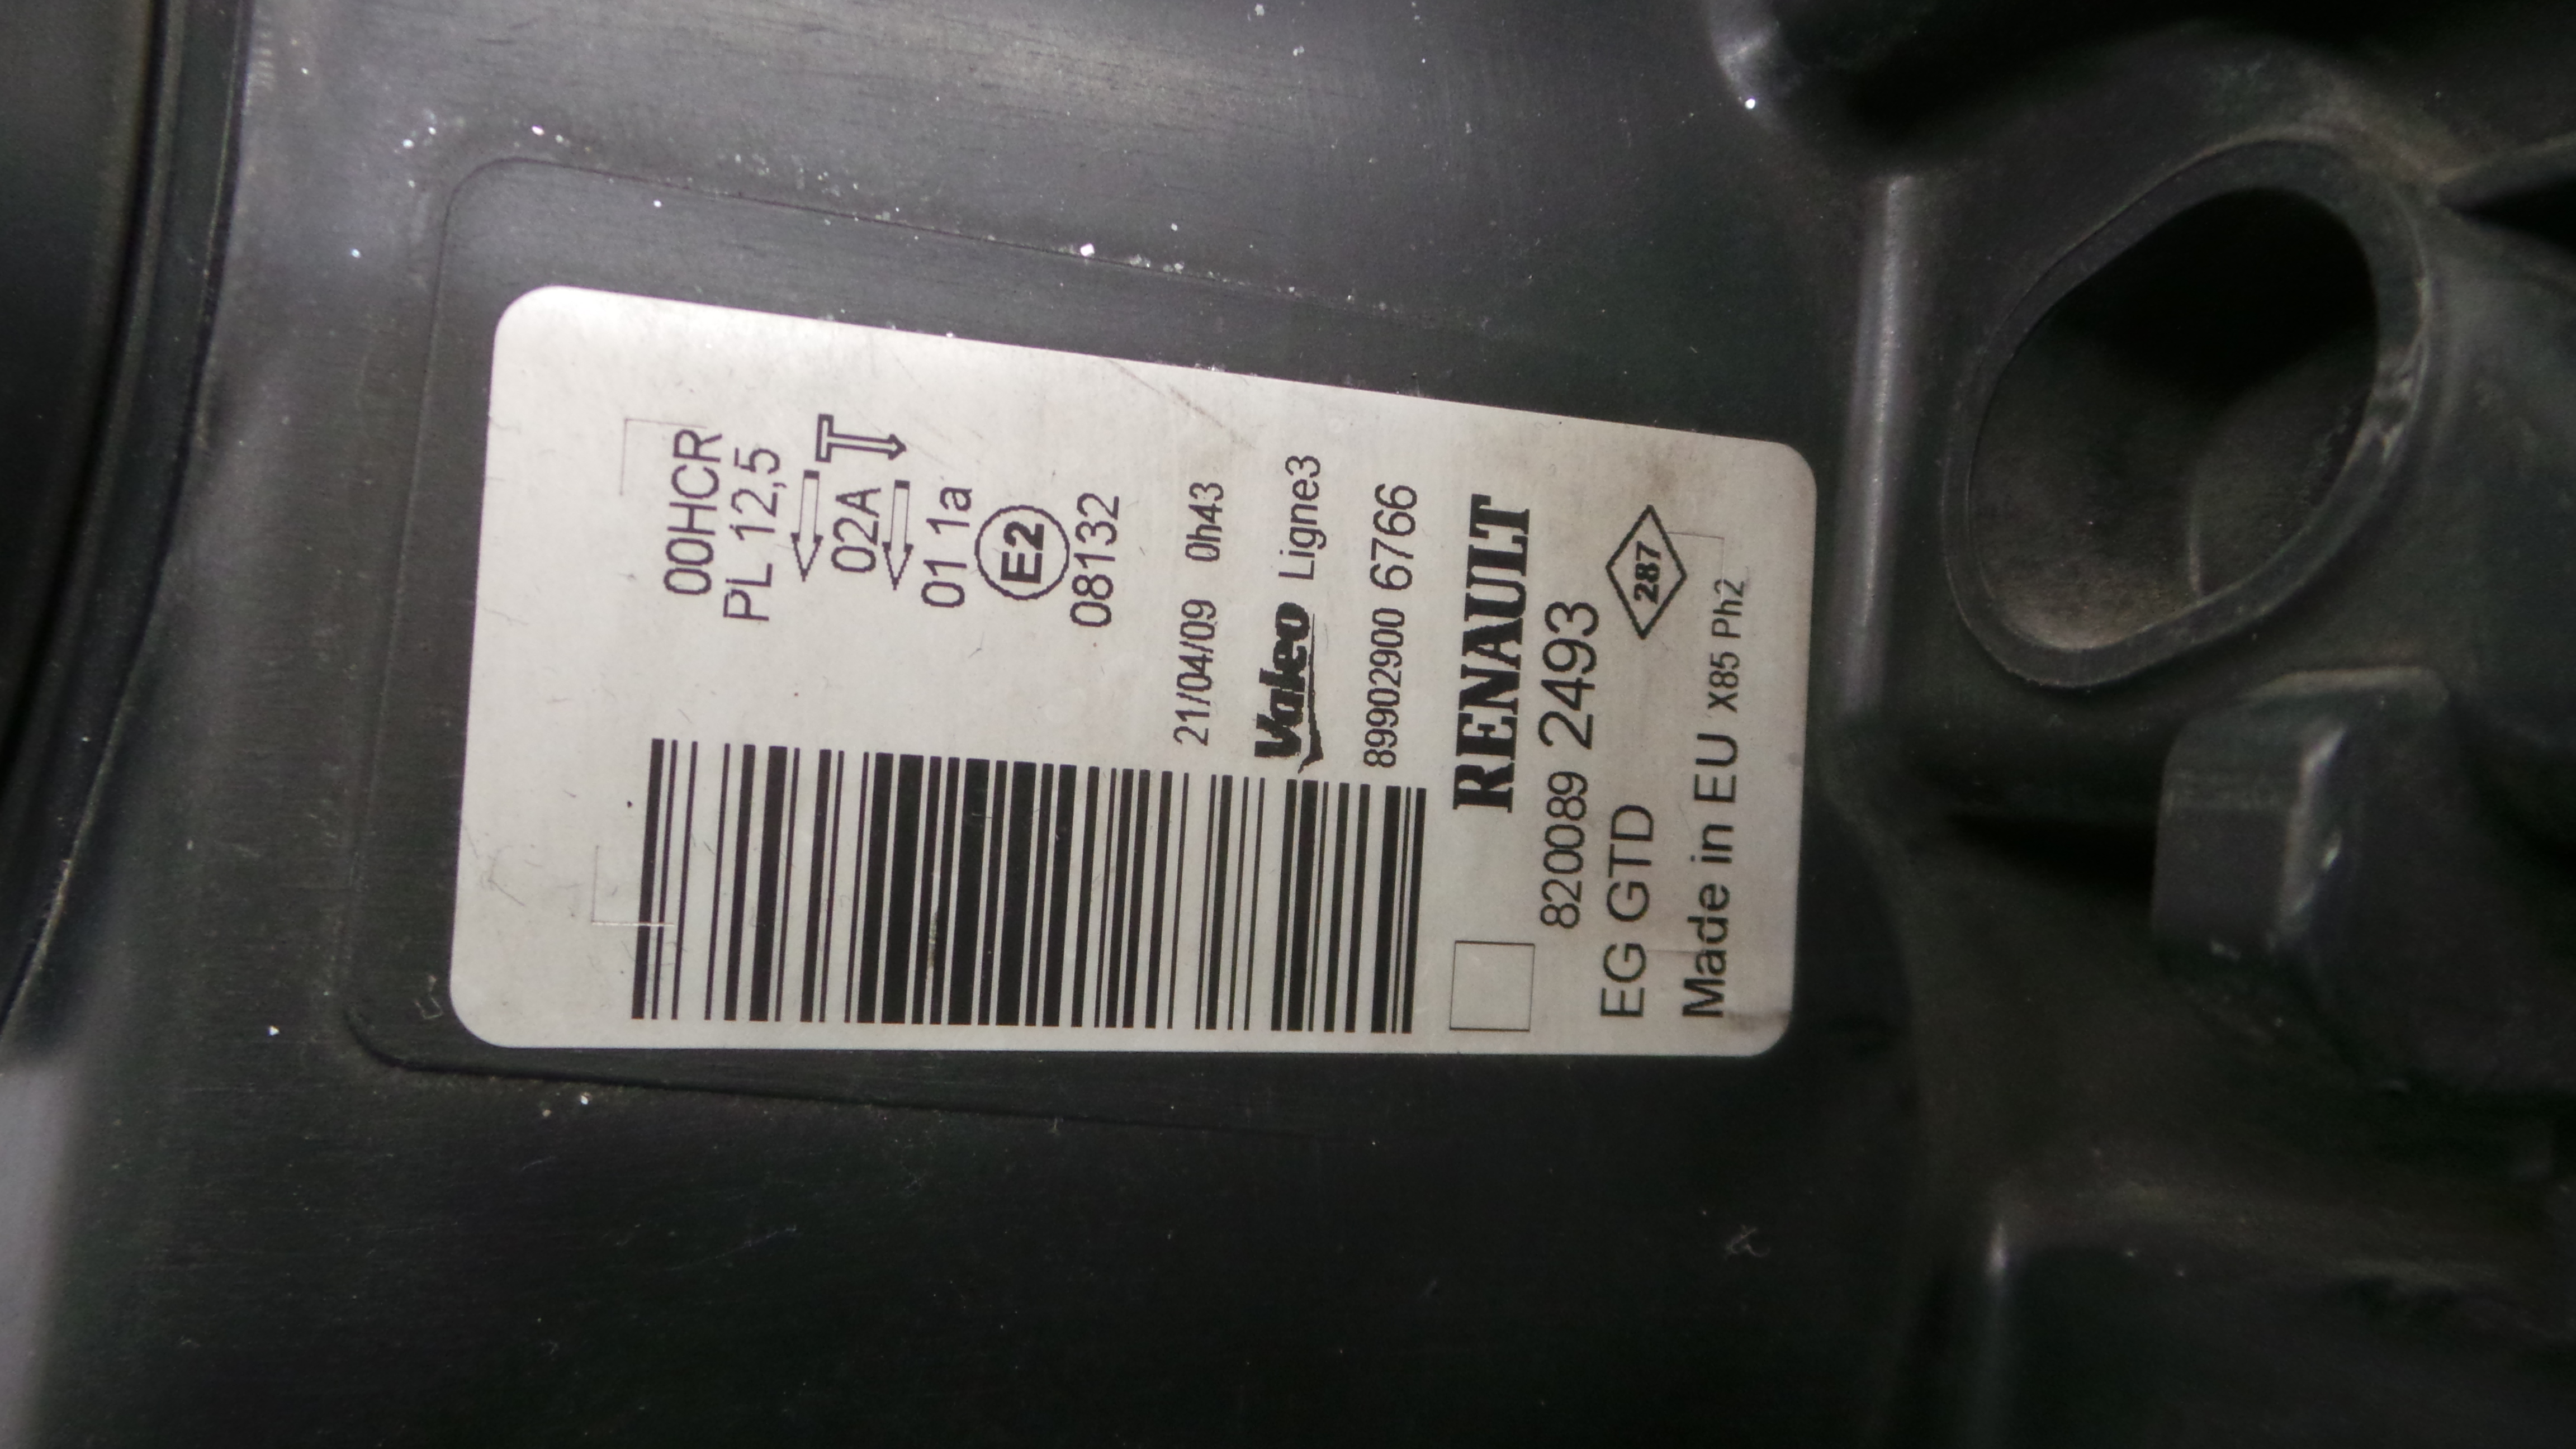 00HCR
PL 12,5
02A
01 1a
E2
08132
21/04/09 0h43
Valeo Ligne3
89902900 6766
RENAULT
820089 2493
EG GTD
287
Made in EU X85 Ph2